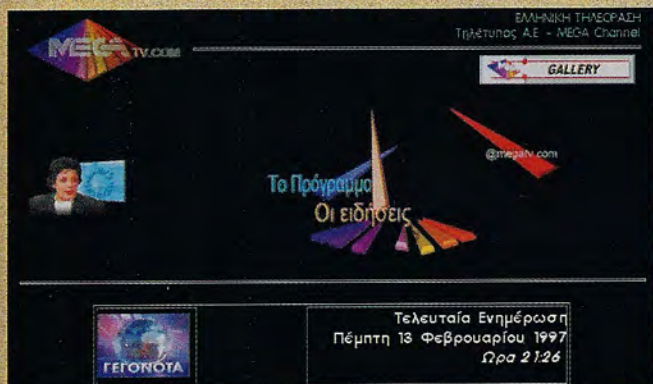 ΕΛΛΗΝΙΚΗ ΤΗΛΕΟΡΑΣΗ
Τηλέτυπος Α.Ε - MEGA Channel
MEGA TV.COM
GALLERY
@megatv.com
Το Πρόγραμμα
Οι ειδήσεις
Τελευταία Ενημέρωση
Πέμπτη 13 Φεβρουαρίου 1997
Ώρα 21:26
ΓΕΓΟΝΟΤΑ